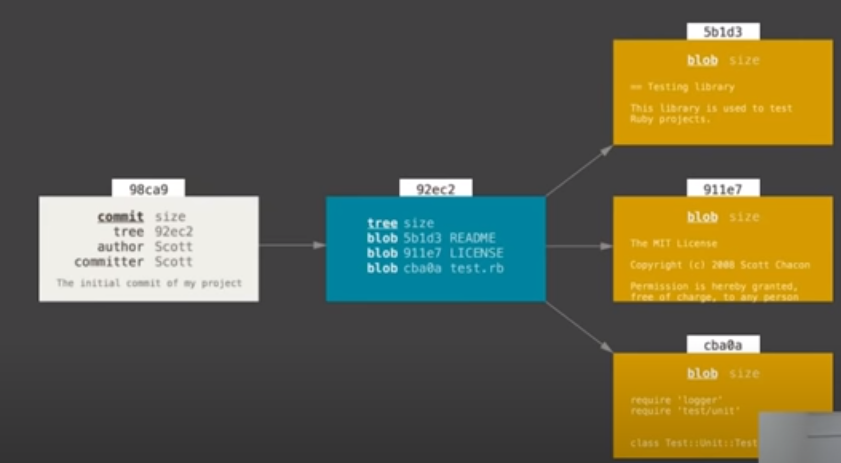 98ca9
commit size
tree 92ec2
author Scott
committer Scott
The initial commit of my project
92ec2
tree size
blob 5b1d3 README
blob 911e7 LICENSE
blob cba0a test.rb
5b1d3
blob size
== Testing library
This library is used to test
Ruby projects.
911e7
blob size
The MIT License
Copyright (c) 2008 Scott Chacon
Permission is hereby granted,
free of charge, to any person
cba0a
blob size
require 'logger'
require 'test/unit'
class Test::Unit::Test